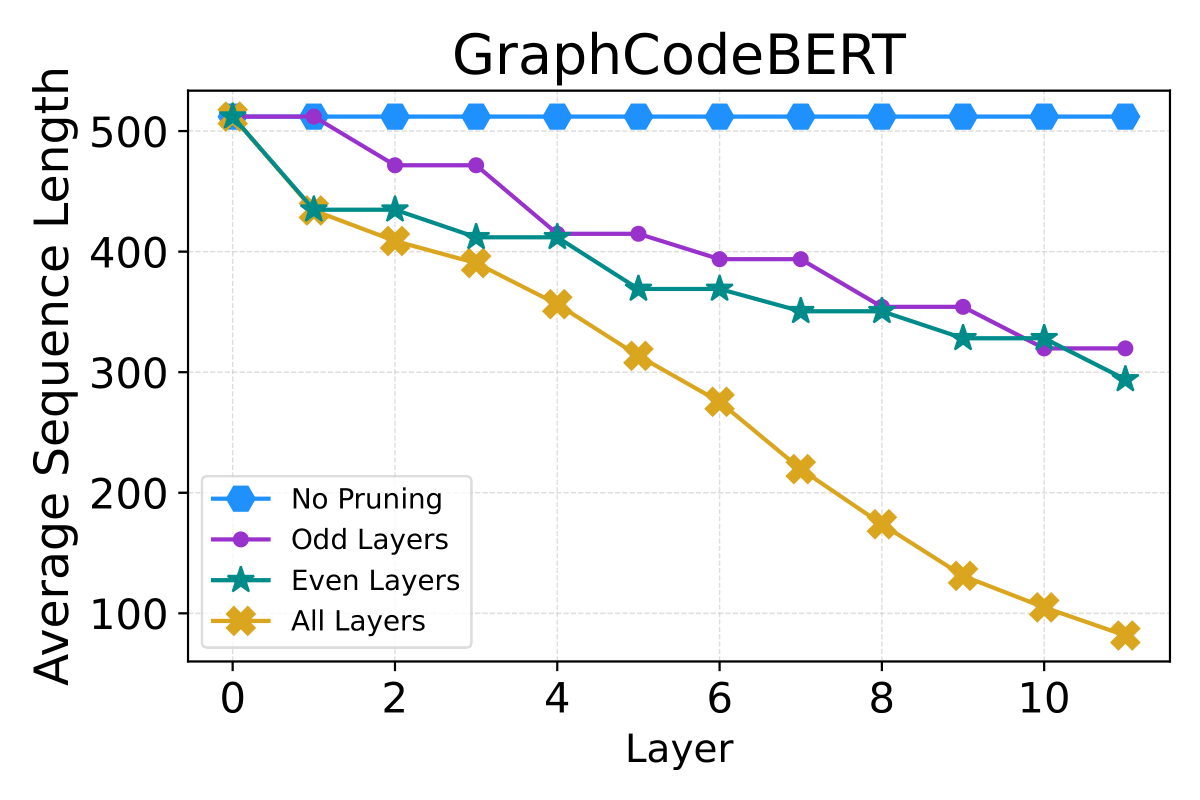 GraphCodeBERT
Average Sequence Length
500
400
300
200
100
No Pruning
Odd Layers
Even Layers
All Layers
0 2 4 6 8 10
Layer